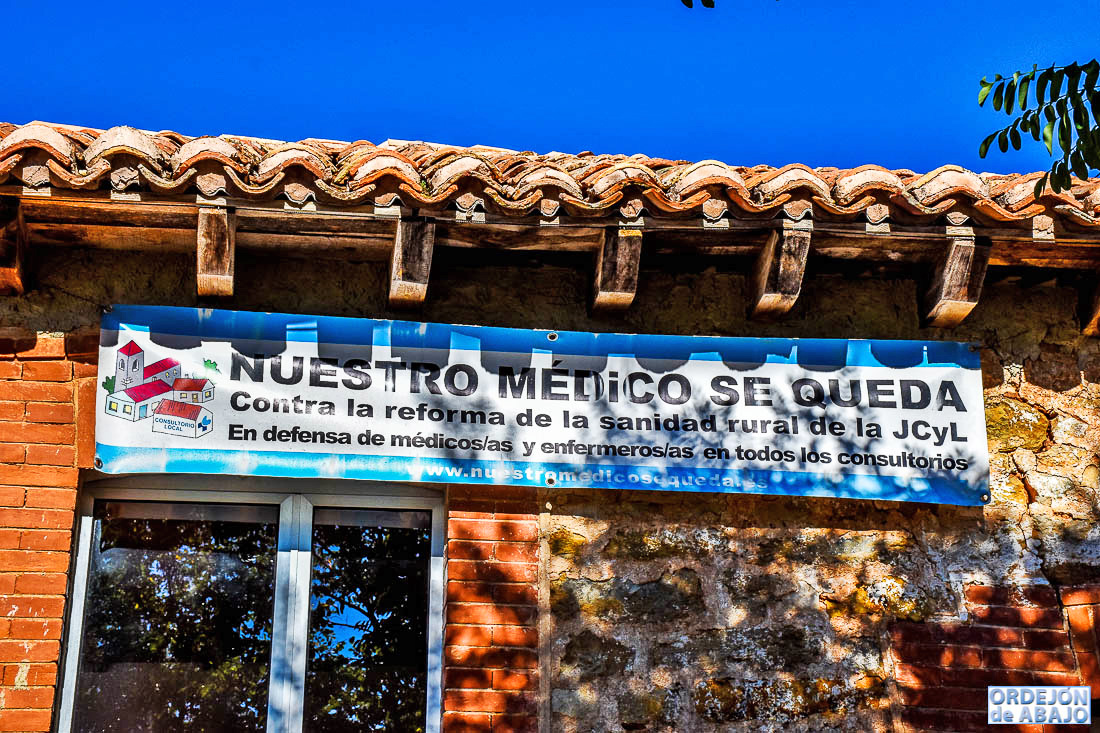 NUESTRO MÉDiCO SE QUEDA
Contra la reforma de la sanidad rural de la JCyL
En defensa de médicos/as y enfermeros/as en todos los consultorios
www.nuestromedicosequeda.es
CONSULTORIO
LOCAL
ORDEJÓN
de ABAJO